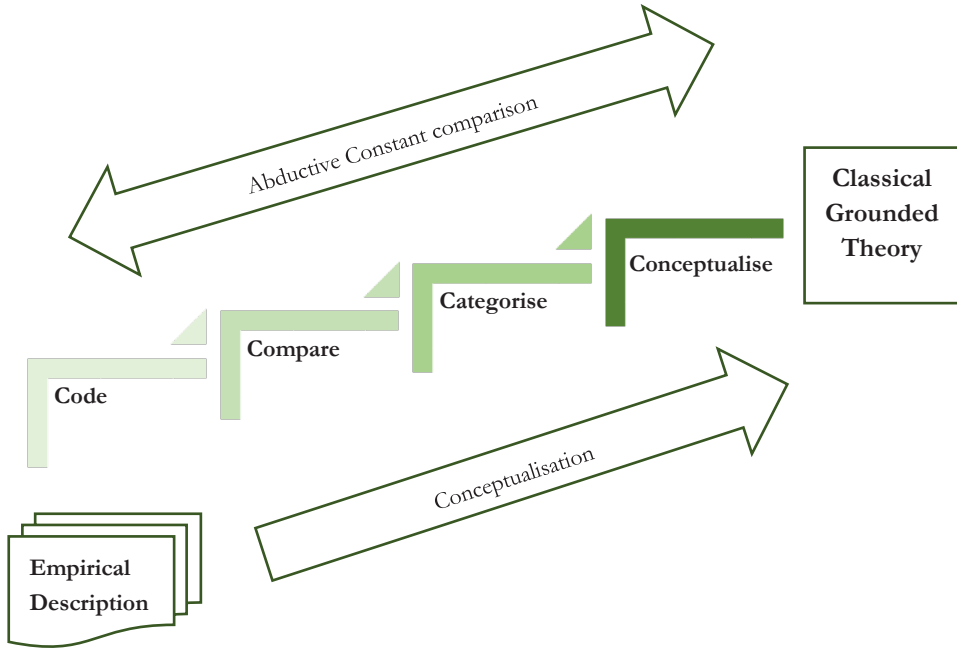 Abductive Constant comparison
Classical
Grounded
Theory
Conceptualise
Categorise
Compare
Code
Conceptualisation
Empirical
Description